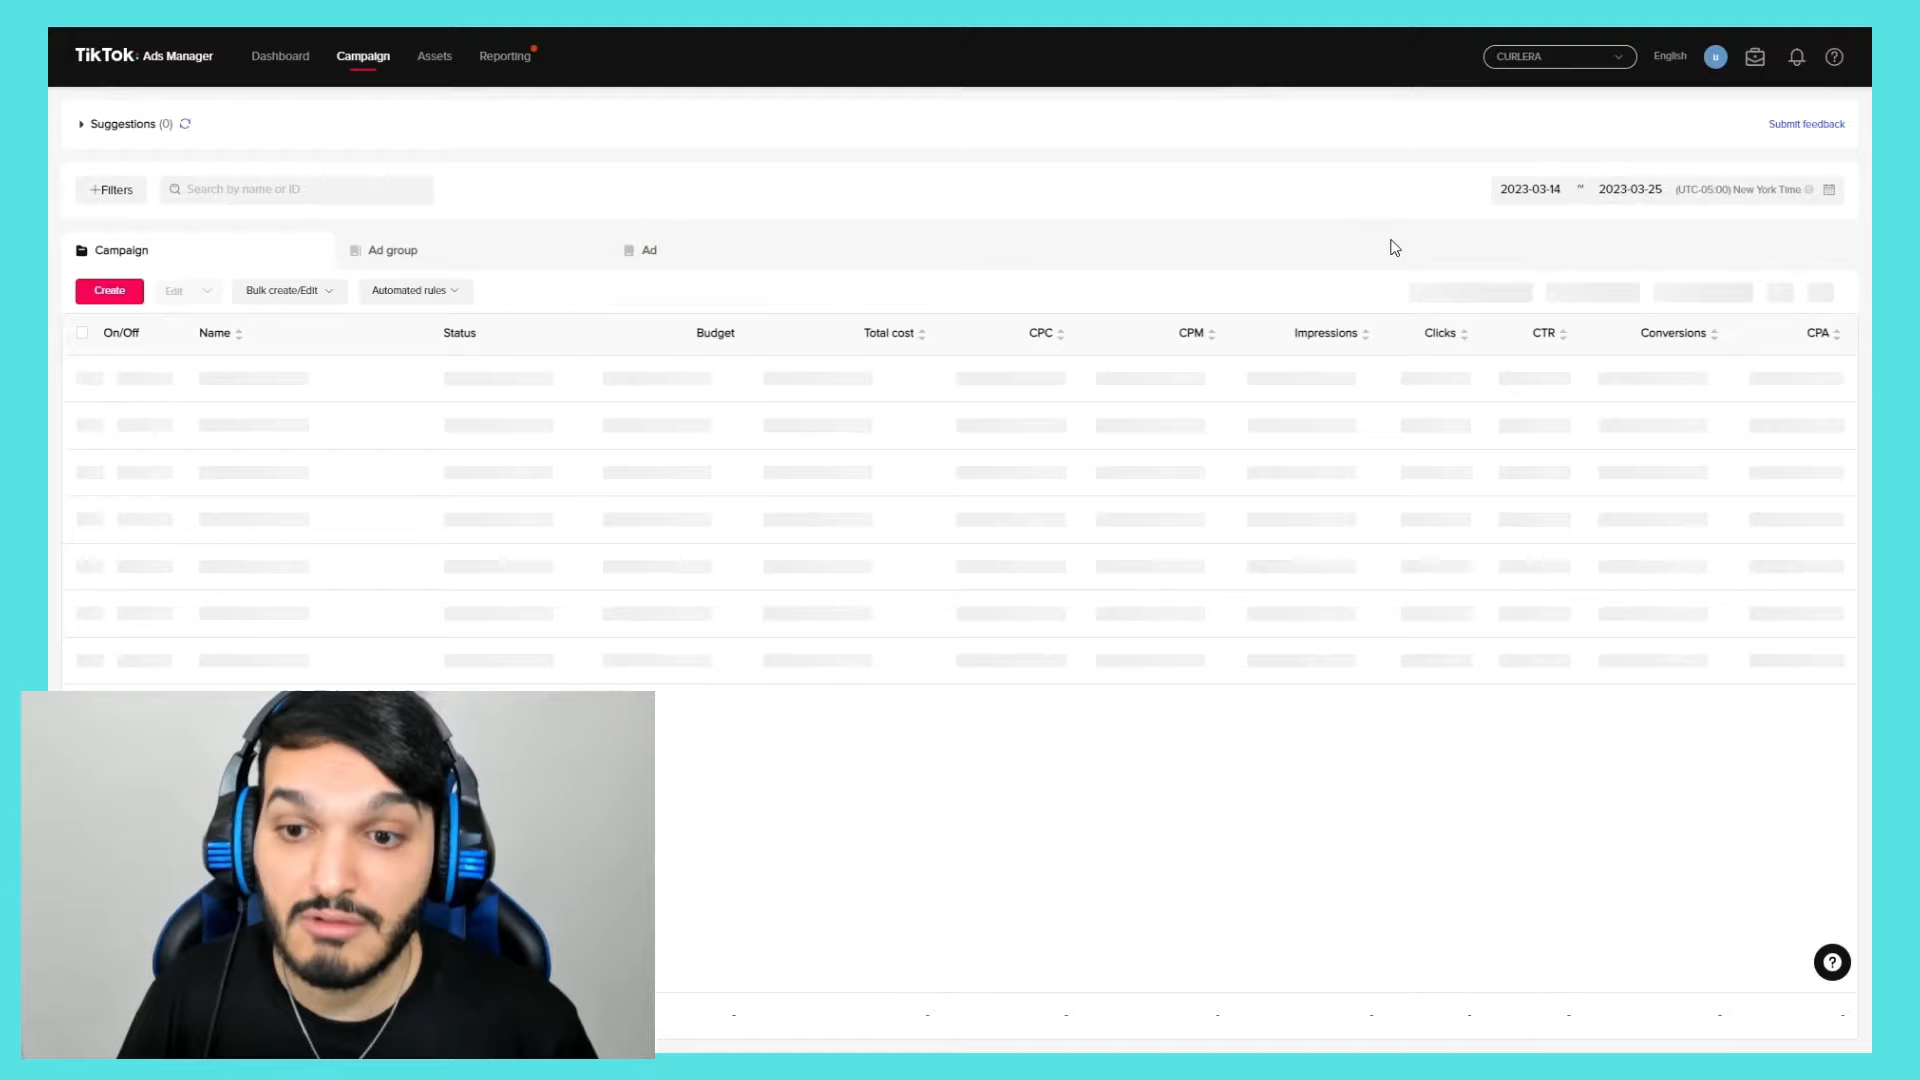 TikTok: Ads Manager Dashboard Campaign Assets Reporting CURLERA English u
Suggestions (0) Submit feedback
+Filters Search by name or ID 2023-03-14 ~ 2023-03-25 (UTC-05:00) New York Time
Campaign Ad group Ad
Create Edit Bulk create/Edit Automated rules
On/Off Name Status Budget Total cost CPC CPM Impressions Clicks CTR Conversions CPA
?
- - - - - - - - -